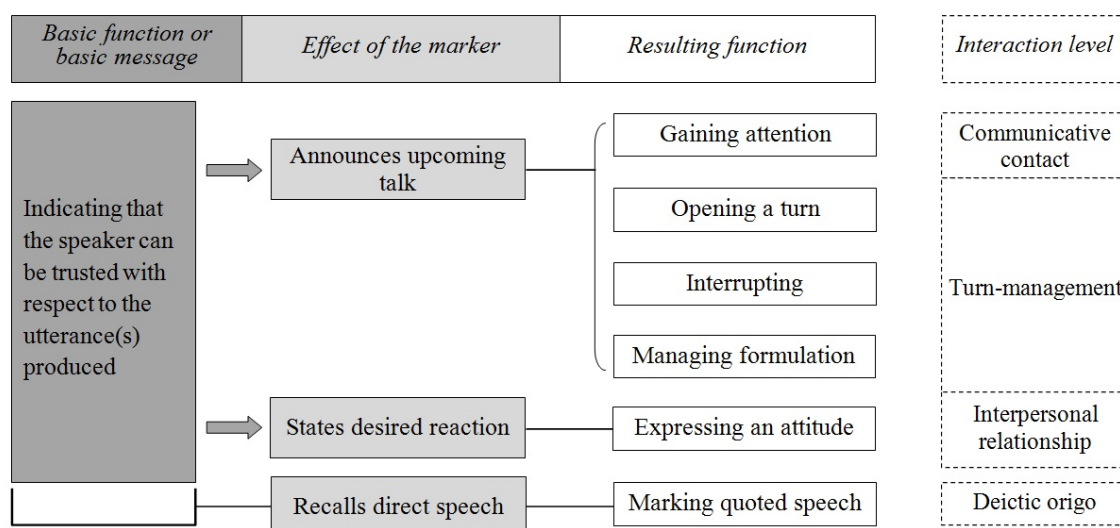 Basic function or
basic message
Effect of the marker
Resulting function
Interaction level
Indicating that
the speaker can
be trusted with
respect to the
utterance(s)
produced
Announces upcoming
talk
Gaining attention
Opening a turn
Interrupting
Managing formulation
Communicative
contact
Turn-management
States desired reaction
Expressing an attitude
Interpersonal
relationship
Recalls direct speech
Marking quoted speech
Deictic origo